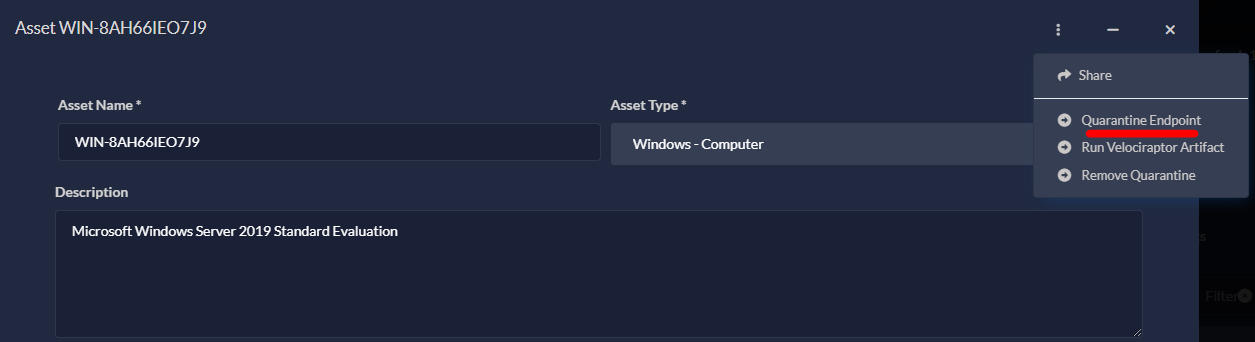 Asset WIN-8AH66IEO7J9
Share
Asset Name *
Asset Type *
WIN-8AH66IEO7J9
Windows - Computer
Quarantine Endpoint
Run Velociraptor Artifact
Remove Quarantine
Description
Microsoft Windows Server 2019 Standard Evaluation
Filter